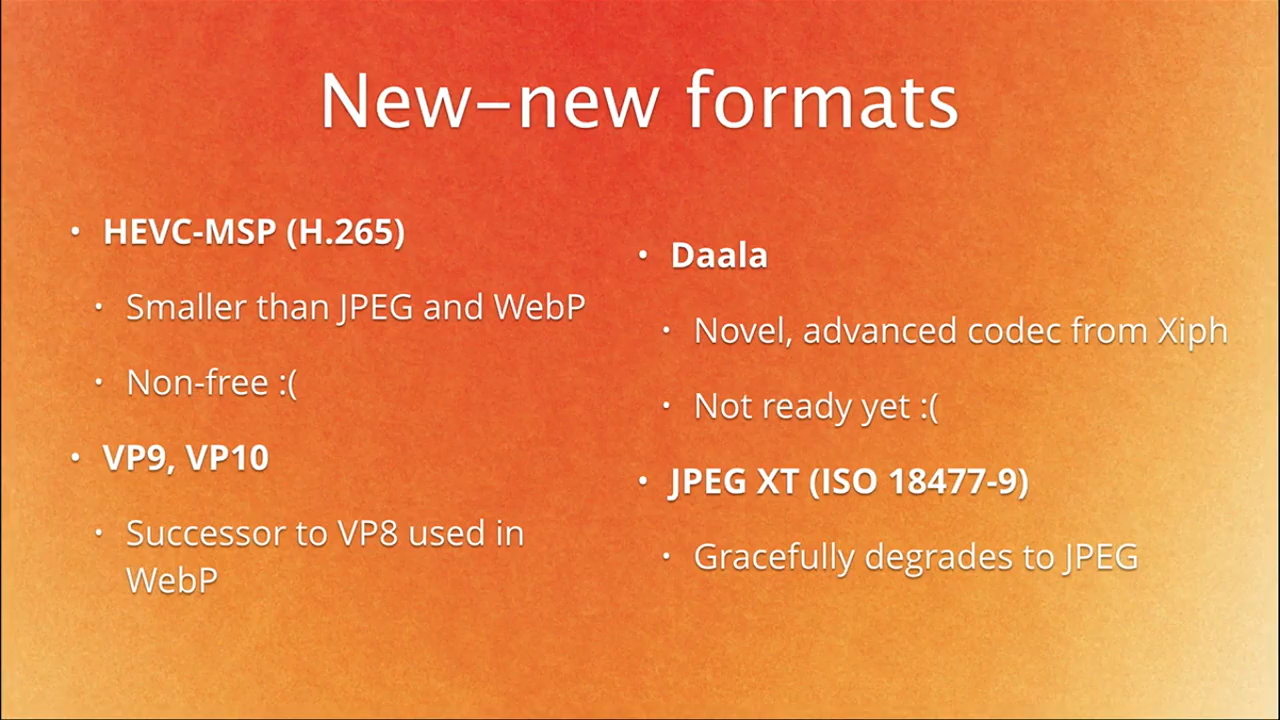 New-new formats
• HEVC-MSP (H.265)
• Smaller than JPEG and WebP
• Non-free :(
• VP9, VP10
• Successor to VP8 used in
WebP
• Daala
• Novel, advanced codec from Xiph
• Not ready yet :(
• JPEG XT (ISO 18477-9)
• Gracefully degrades to JPEG